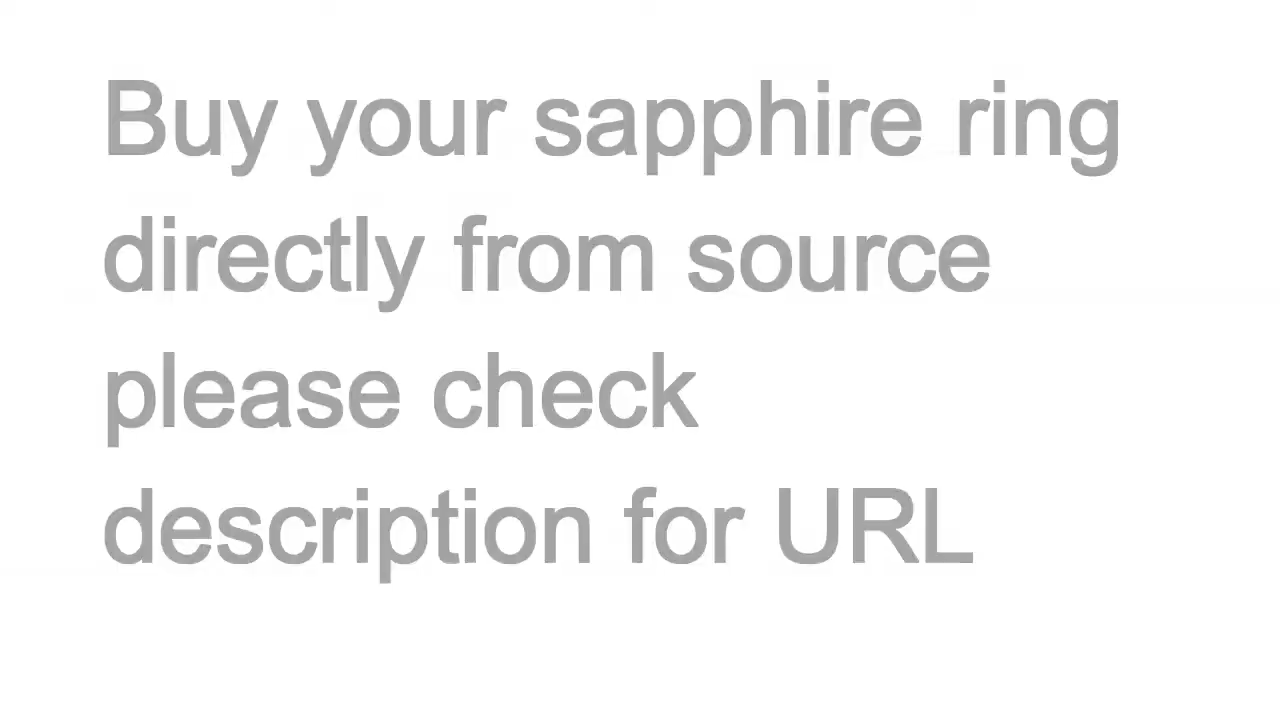 Buy your sapphire ring
directly from source
please check
description for URL